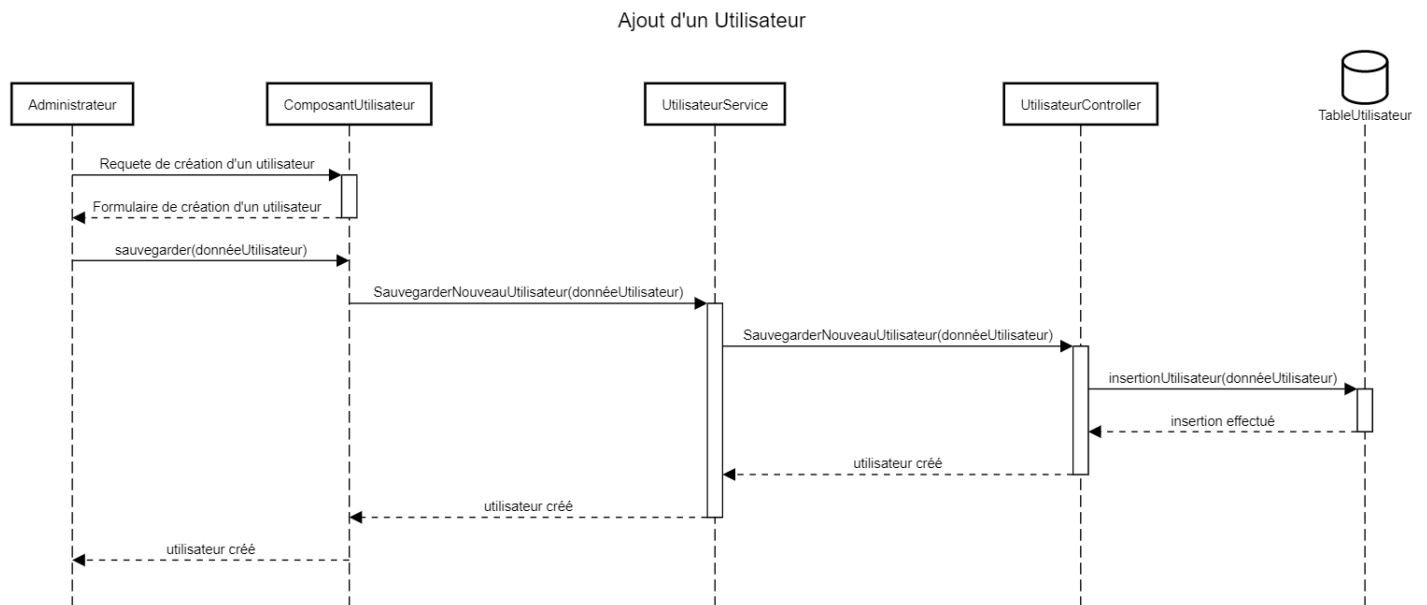 Ajout d'un Utilisateur
Administrateur
ComposantUtilisateur
UtilisateurService
UtilisateurController
TableUtilisateur
Requete de création d'un utilisateur
Formulaire de création d'un utilisateur
sauvegarder(donnéeUtilisateur)
SauvegarderNouveauUtilisateur(donnéeUtilisateur)
SauvegarderNouveauUtilisateur(donnéeUtilisateur)
insertionUtilisateur(donnéeUtilisateur)
insertion effectué
utilisateur créé
utilisateur créé
utilisateur créé